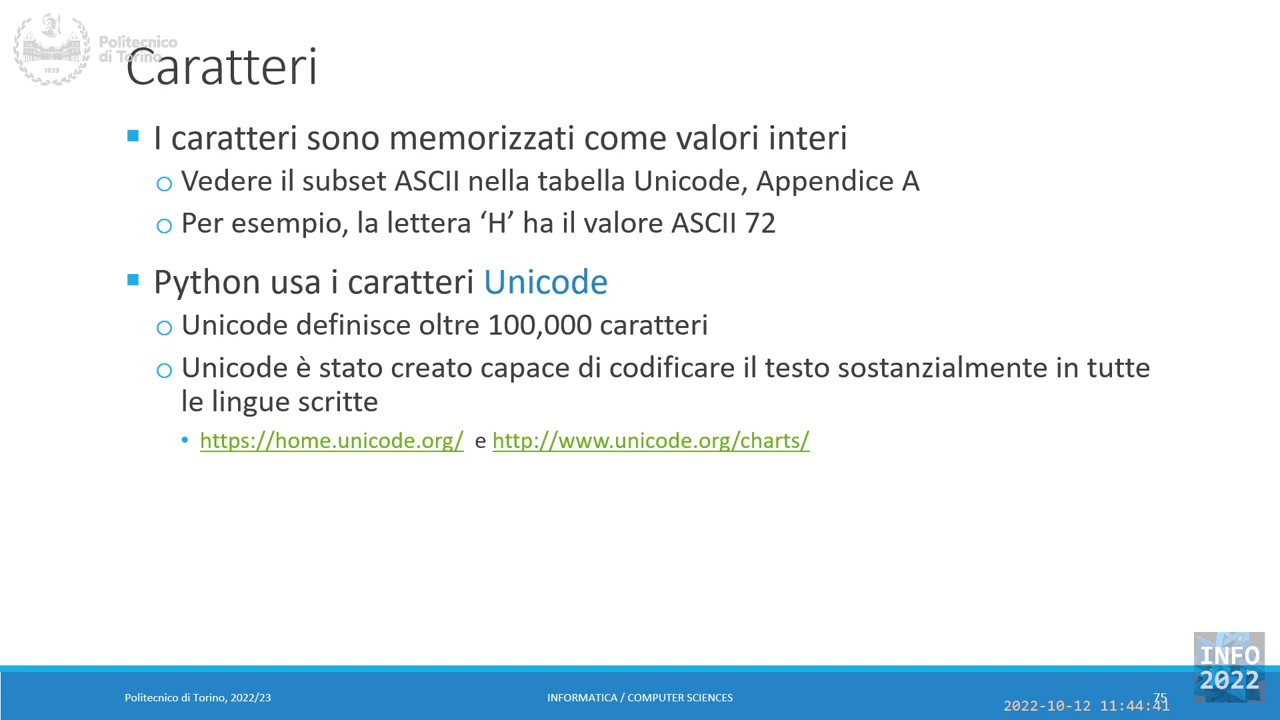 Politecnico
di Torino
1859
Caratteri
I caratteri sono memorizzati come valori interi
Vedere il subset ASCII nella tabella Unicode, Appendice A
Per esempio, la lettera ‘H’ ha il valore ASCII 72
Python usa i caratteri Unicode
Unicode definisce oltre 100,000 caratteri
Unicode è stato creato capace di codificare il testo sostanzialmente in tutte
le lingue scritte
https://home.unicode.org/ e http://www.unicode.org/charts/
INFO
2022
Politecnico di Torino, 2022/23 INFORMATICA / COMPUTER SCIENCES 75
2022-10-12 11:44:41